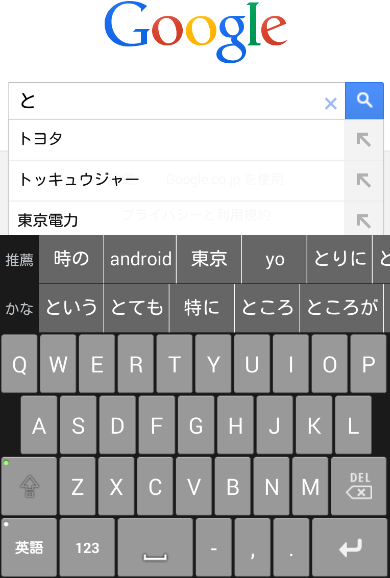 Google
と
トヨタ
トッキュウジャー
Google.co.jp を使用
東京電力
プライバシーと利用規約
推薦 時の android 東京 yo とりに と
かな という とても 特に ところ ところが
Q W E R T Y U I O P
A S D F G H J K L
Z X C V B N M DEL
英語 123 - , .